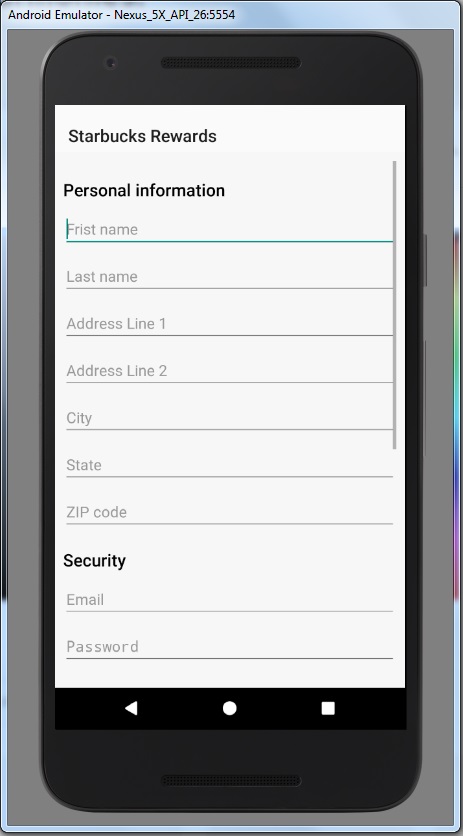 Android Emulator - Nexus_5X_API_26:5554
Starbucks Rewards
Personal information
Frist name
Last name
Address Line 1
Address Line 2
City
State
ZIP code
Security
Email
Password